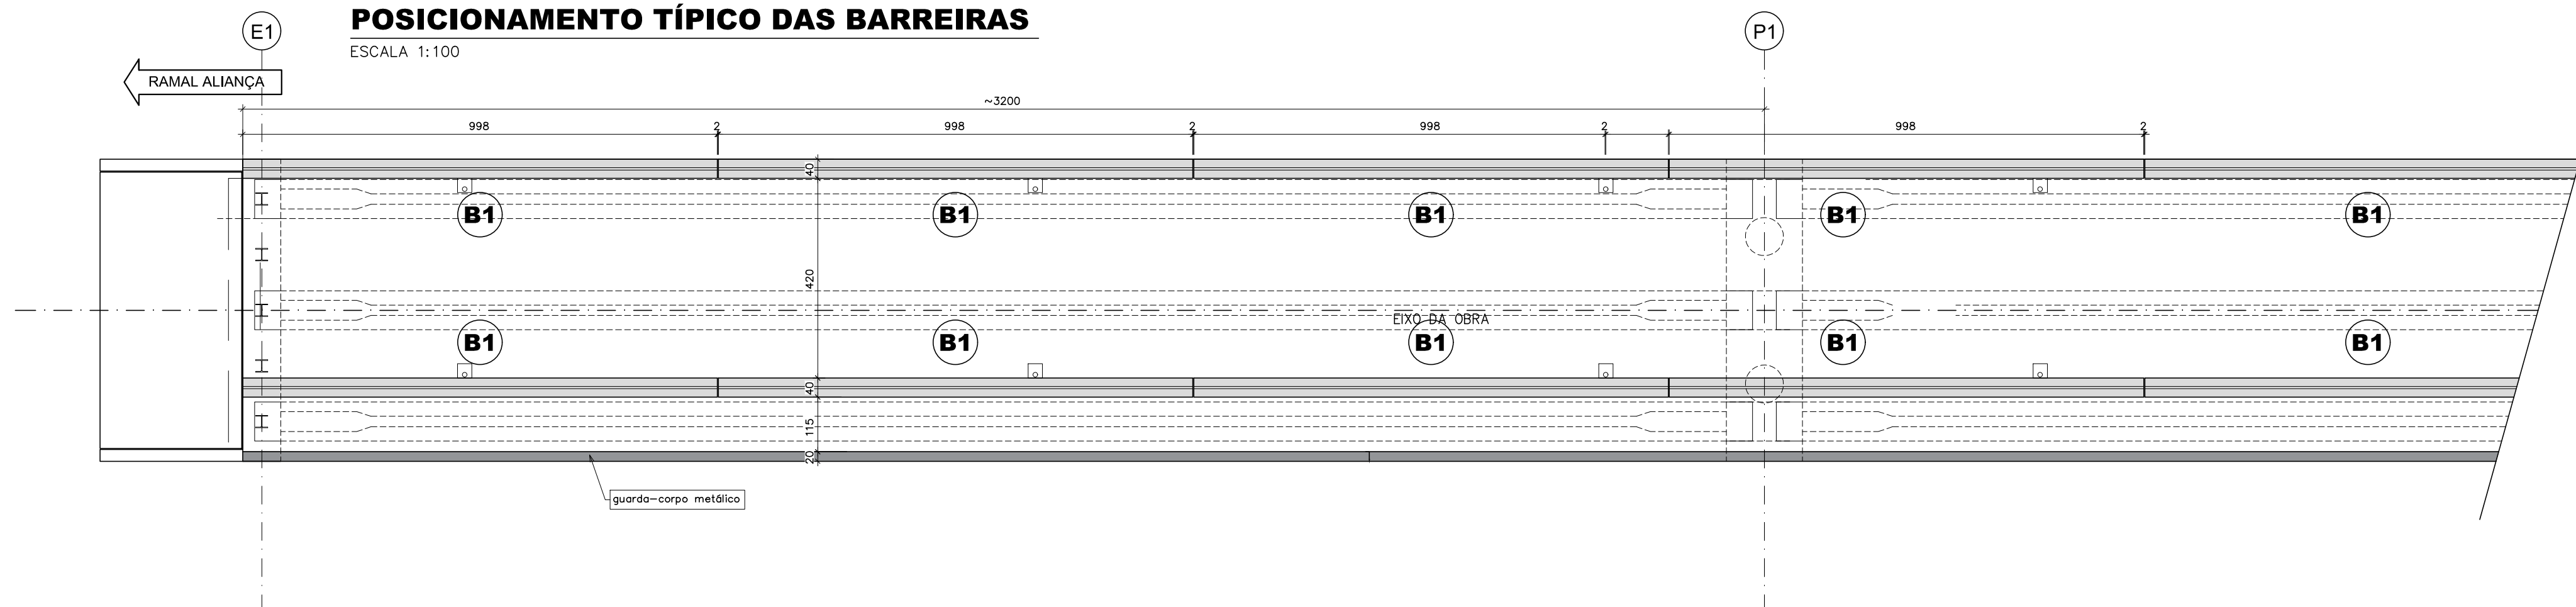 POSICIONAMENTO TÍPICO DAS BARREIRAS
E1
P1
ESCALA 1:100
RAMAL ALIANÇA
~3200
998
2
998
2
998
2
998
2
40
B1
B1
B1
B1
B1
420
EIXO DA OBRA
B1
B1
B1
B1
B1
40
115
20
guarda-corpo metálico